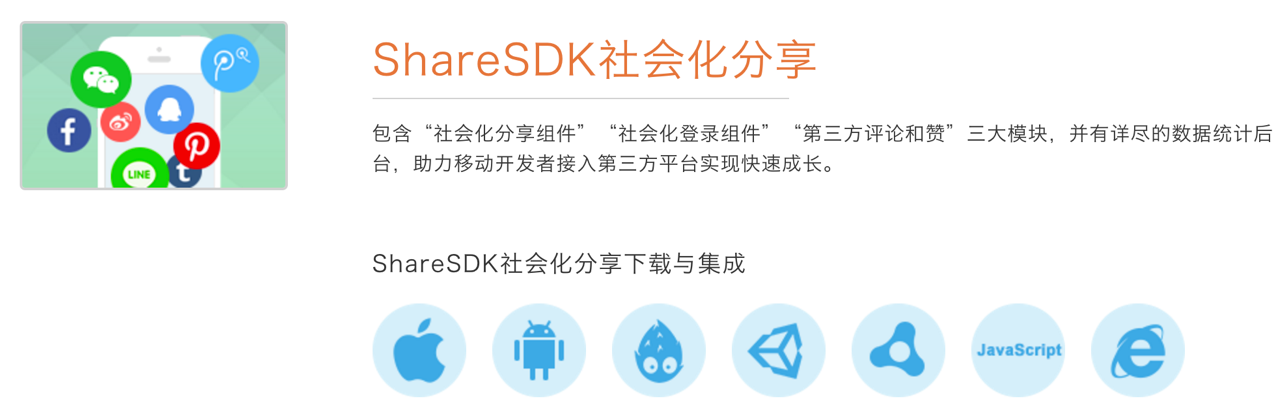 ShareSDK社会化分享
包含“社会化分享组件”“社会化登录组件”“第三方评论和赞”三大模块，并有详尽的数据统计后
台，助力移动开发者接入第三方平台实现快速成长。
LINE
ShareSDK社会化分享下载与集成
JavaScript